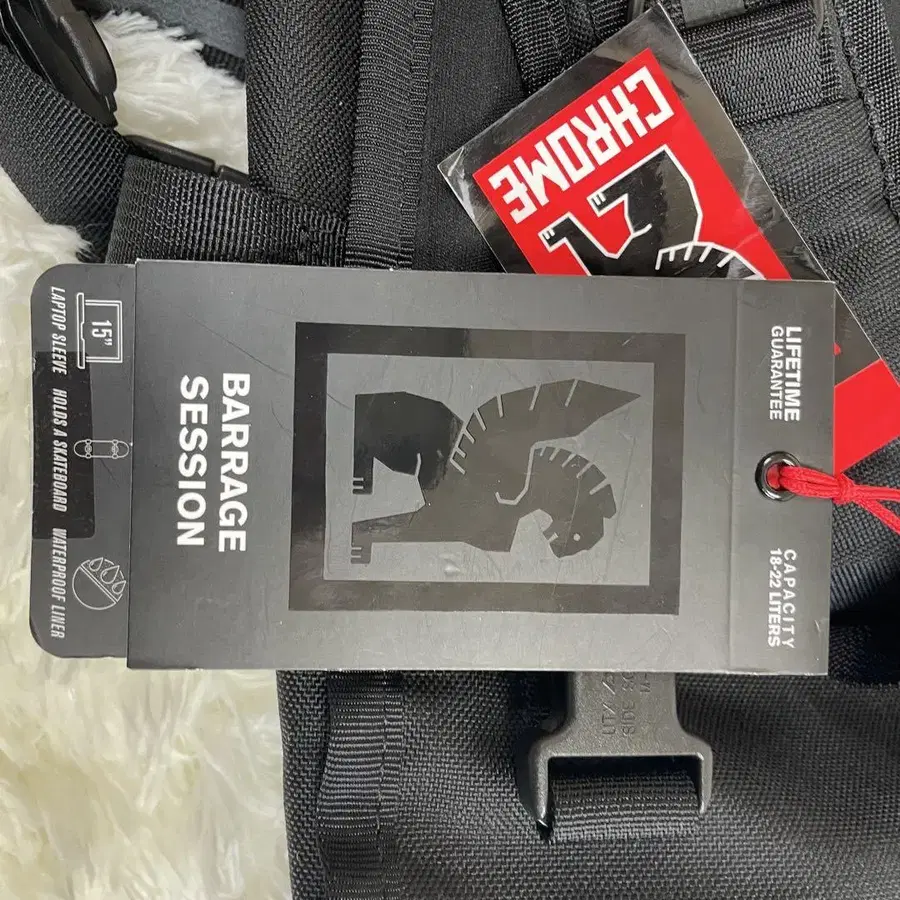 CHROME
LIFETIME
GUARANTEE
CAPACITY
18-22 LITERS
BARRAGE
SESSION
15"
LAPTOP SLEEVE
HOLDS A SKATEBOARD
WATERPROOF LINER